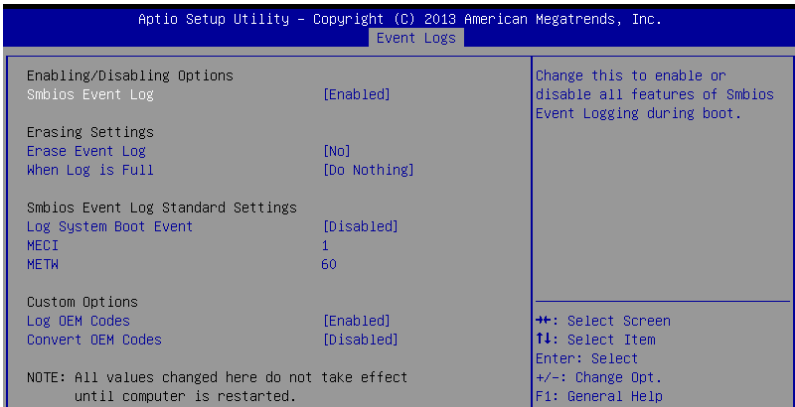 Aptio Setup Utility – Copyright (C) 2013 American Megatrends, Inc.
Event Logs
Enabling/Disabling Options
Smbios Event Log [Enabled]
Erasing Settings
Erase Event Log [No]
When Log is Full [Do Nothing]
Smbios Event Log Standard Settings
Log System Boot Event [Disabled]
MECI 1
METW 60
Custom Options
Log OEM Codes [Enabled]
Convert OEM Codes [Disabled]
NOTE: All values changed here do not take effect
until computer is restarted.
Change this to enable or
disable all features of Smbios
Event Logging during boot.
→←: Select Screen
↑↓: Select Item
Enter: Select
+/-: Change Opt.
F1: General Help